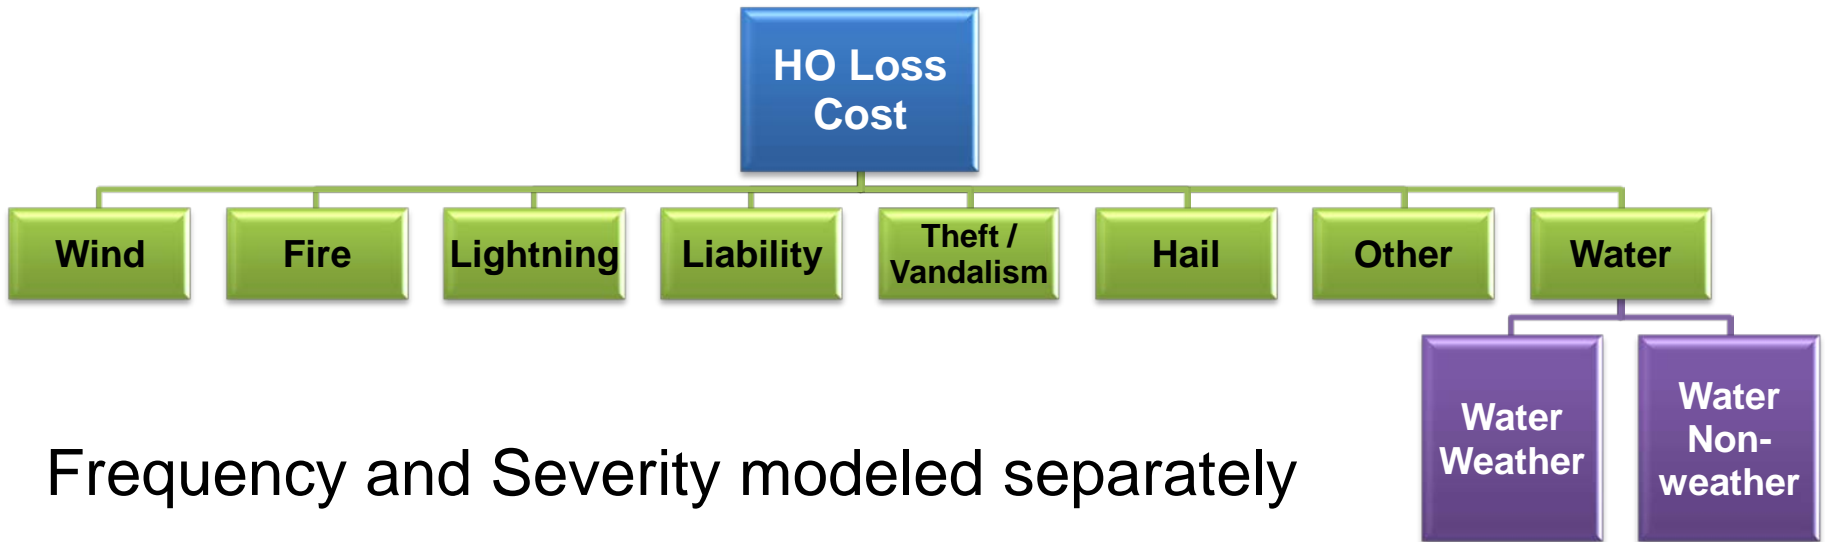 HO Loss
Cost
Wind
Fire
Lightning
Liability
Theft /
Vandalism
Hail
Other
Water
Water
Weather
Water
Non-
weather
Frequency and Severity modeled separately